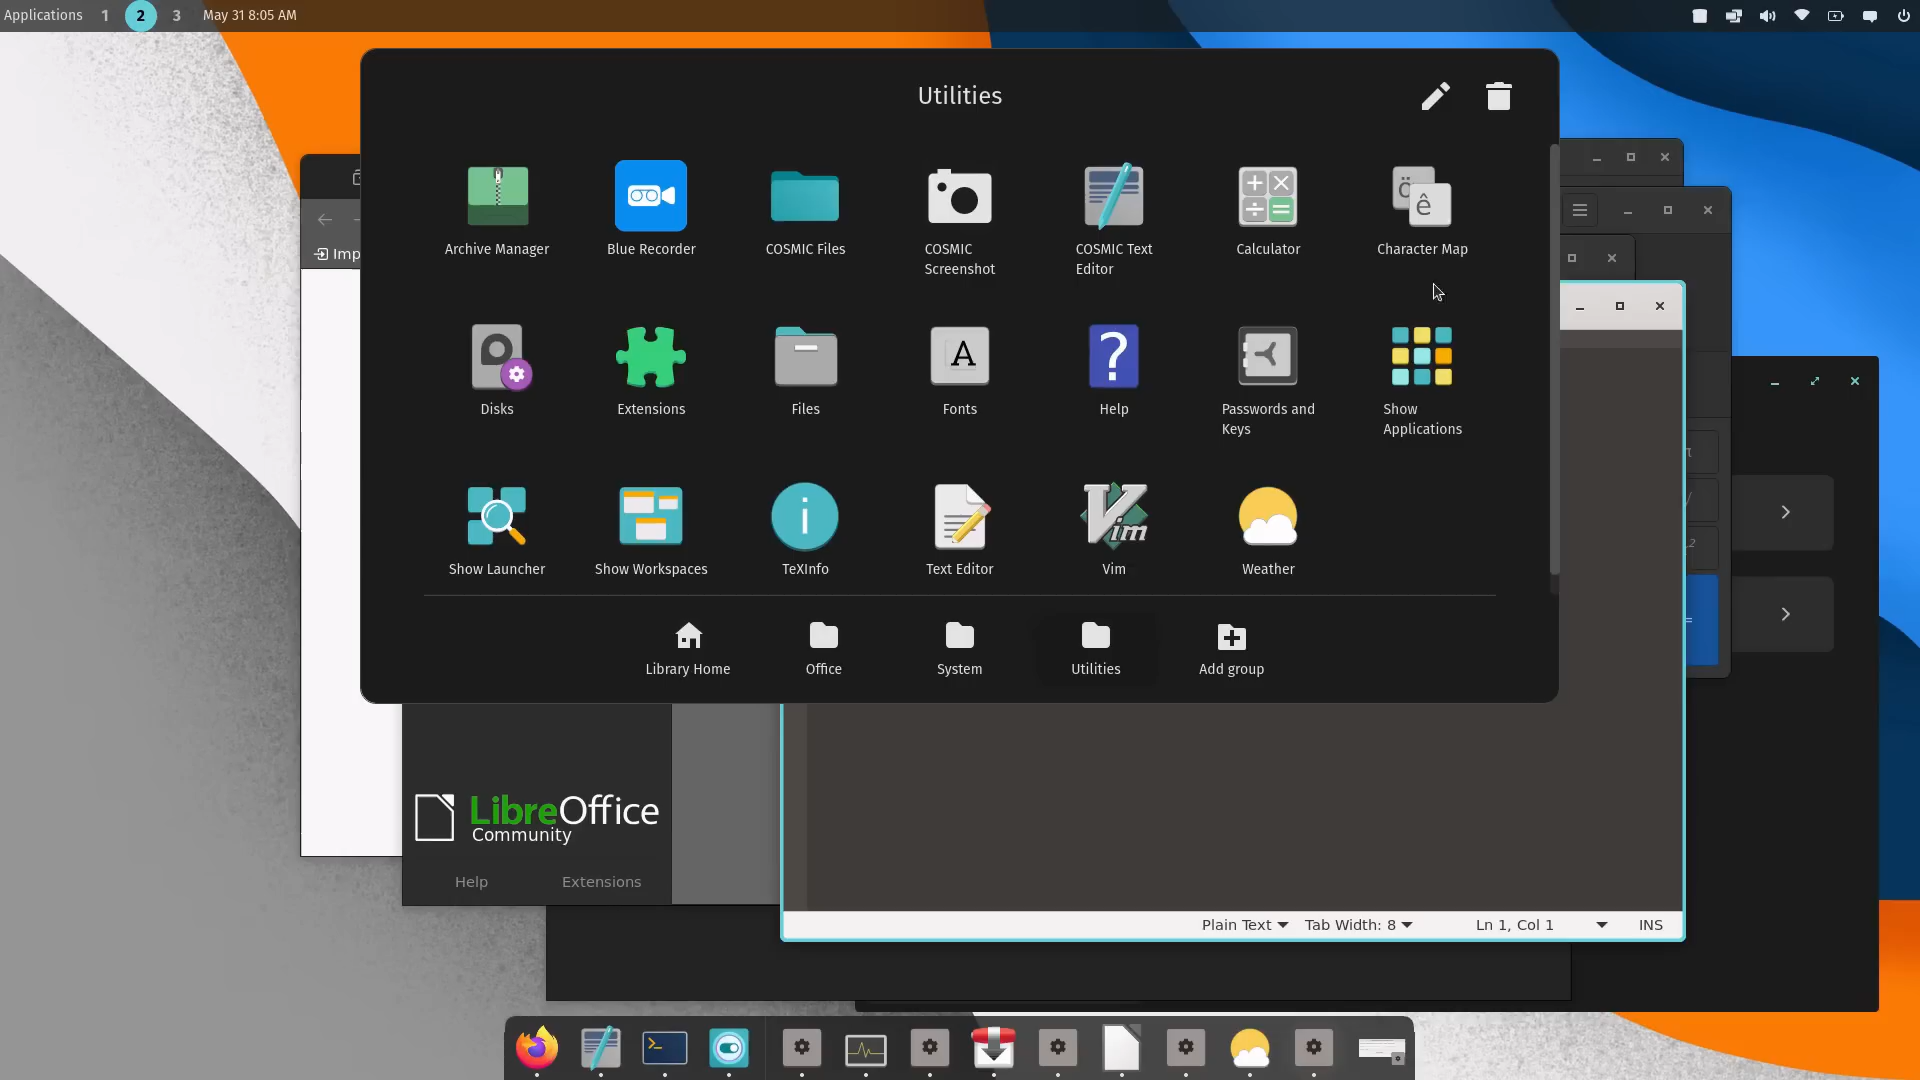 Applications 1 2 3 May 31 8:05 AM
Utilities
Archive Manager
Blue Recorder
COSMIC Files
COSMIC
Screenshot
COSMIC Text
Editor
Calculator
Character Map
Disks
Extensions
Files
Fonts
Help
Passwords and
Keys
Show
Applications
Show Launcher
Show Workspaces
TeXInfo
Text Editor
Vim
Weather
Library Home
Office
System
Utilities
Add group
Imp
LibreOffice
Community
Help Extensions
Plain Text Tab Width: 8 Ln 1, Col 1 INS